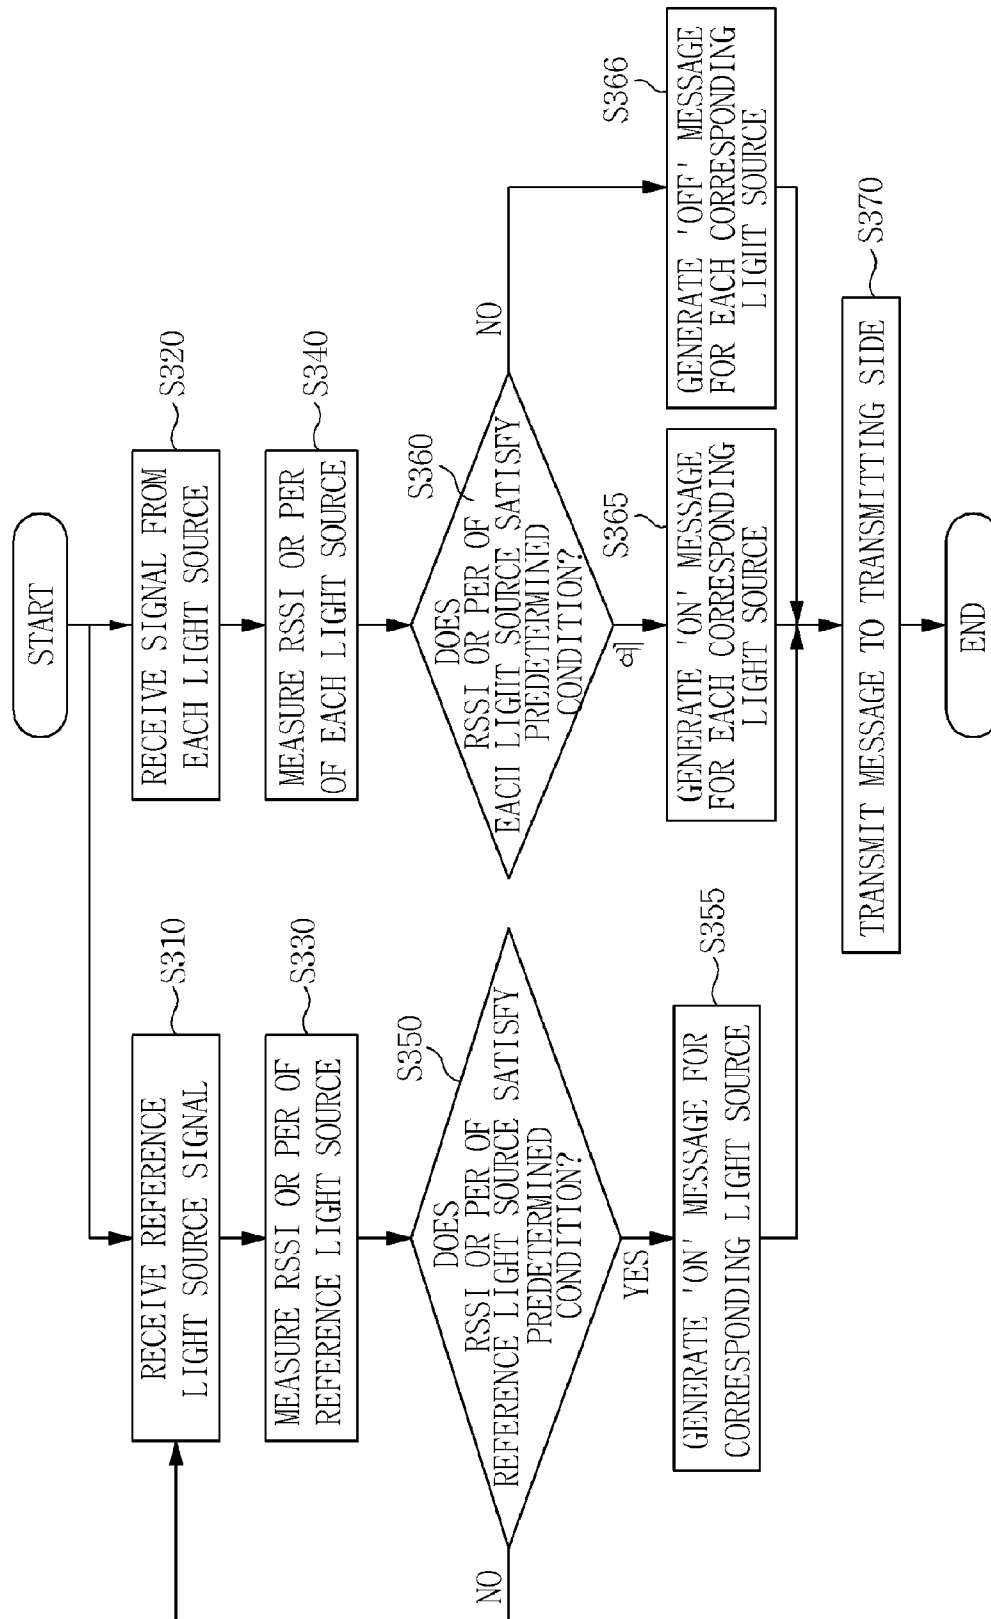 START
RECEIVE REFERENCE
LIGHT SOURCE SIGNAL
S310
RECEIVE SIGNAL FROM
EACH LIGHT SOURCE
S320
MEASURE RSSI OR PER OF
REFERENCE LIGHT SOURCE
S330
MEASURE RSSI OR PER
OF EACH LIGHT SOURCE
S340
DOES
RSSI OR PER OF
REFERENCE LIGHT SOURCE SATISFY
PREDETERMINED
CONDITION?
S350
NO
YES
DOES
RSSI OR PER OF
EACH LIGHT SOURCE SATISFY
PREDETERMINED
CONDITION?
S360
NO
예
GENERATE 'ON' MESSAGE FOR
CORRESPONDING LIGHT SOURCE
S355
GENERATE 'ON' MESSAGE
FOR EACH CORRESPONDING
LIGHT SOURCE
S365
GENERATE 'OFF' MESSAGE
FOR EACH CORRESPONDING
LIGHT SOURCE
S366
TRANSMIT MESSAGE TO TRANSMITTING SIDE
S370
END